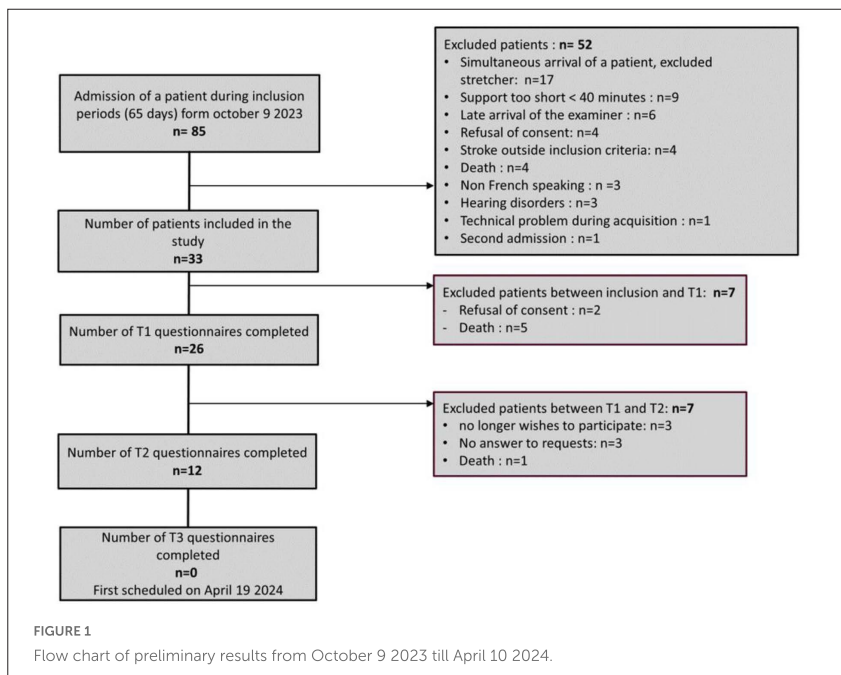 Admission of a patient during inclusion
periods (65 days) form october 9 2023
n= 85
Excluded patients : n= 52
• Simultaneous arrival of a patient, excluded
stretcher: n=17
• Support too short < 40 minutes : n=9
• Late arrival of the examiner : n=6
• Refusal of consent: n=4
• Stroke outside inclusion criteria: n=4
• Death : n=4
• Non French speaking : n =3
• Hearing disorders : n=3
• Technical problem during acquisition : n=1
• Second admission : n=1
Number of patients included in the
study
n=33
Excluded patients between inclusion and T1: n=7
- Refusal of consent : n=2
- Death : n=5
Number of T1 questionnaires completed
n=26
Excluded patients between T1 and T2: n=7
• no longer wishes to participate: n=3
• No answer to requests: n=3
• Death : n=1
Number of T2 questionnaires completed
n=12
Number of T3 questionnaires
completed
n=0
First scheduled on April 19 2024
FIGURE 1
Flow chart of preliminary results from October 9 2023 till April 10 2024.